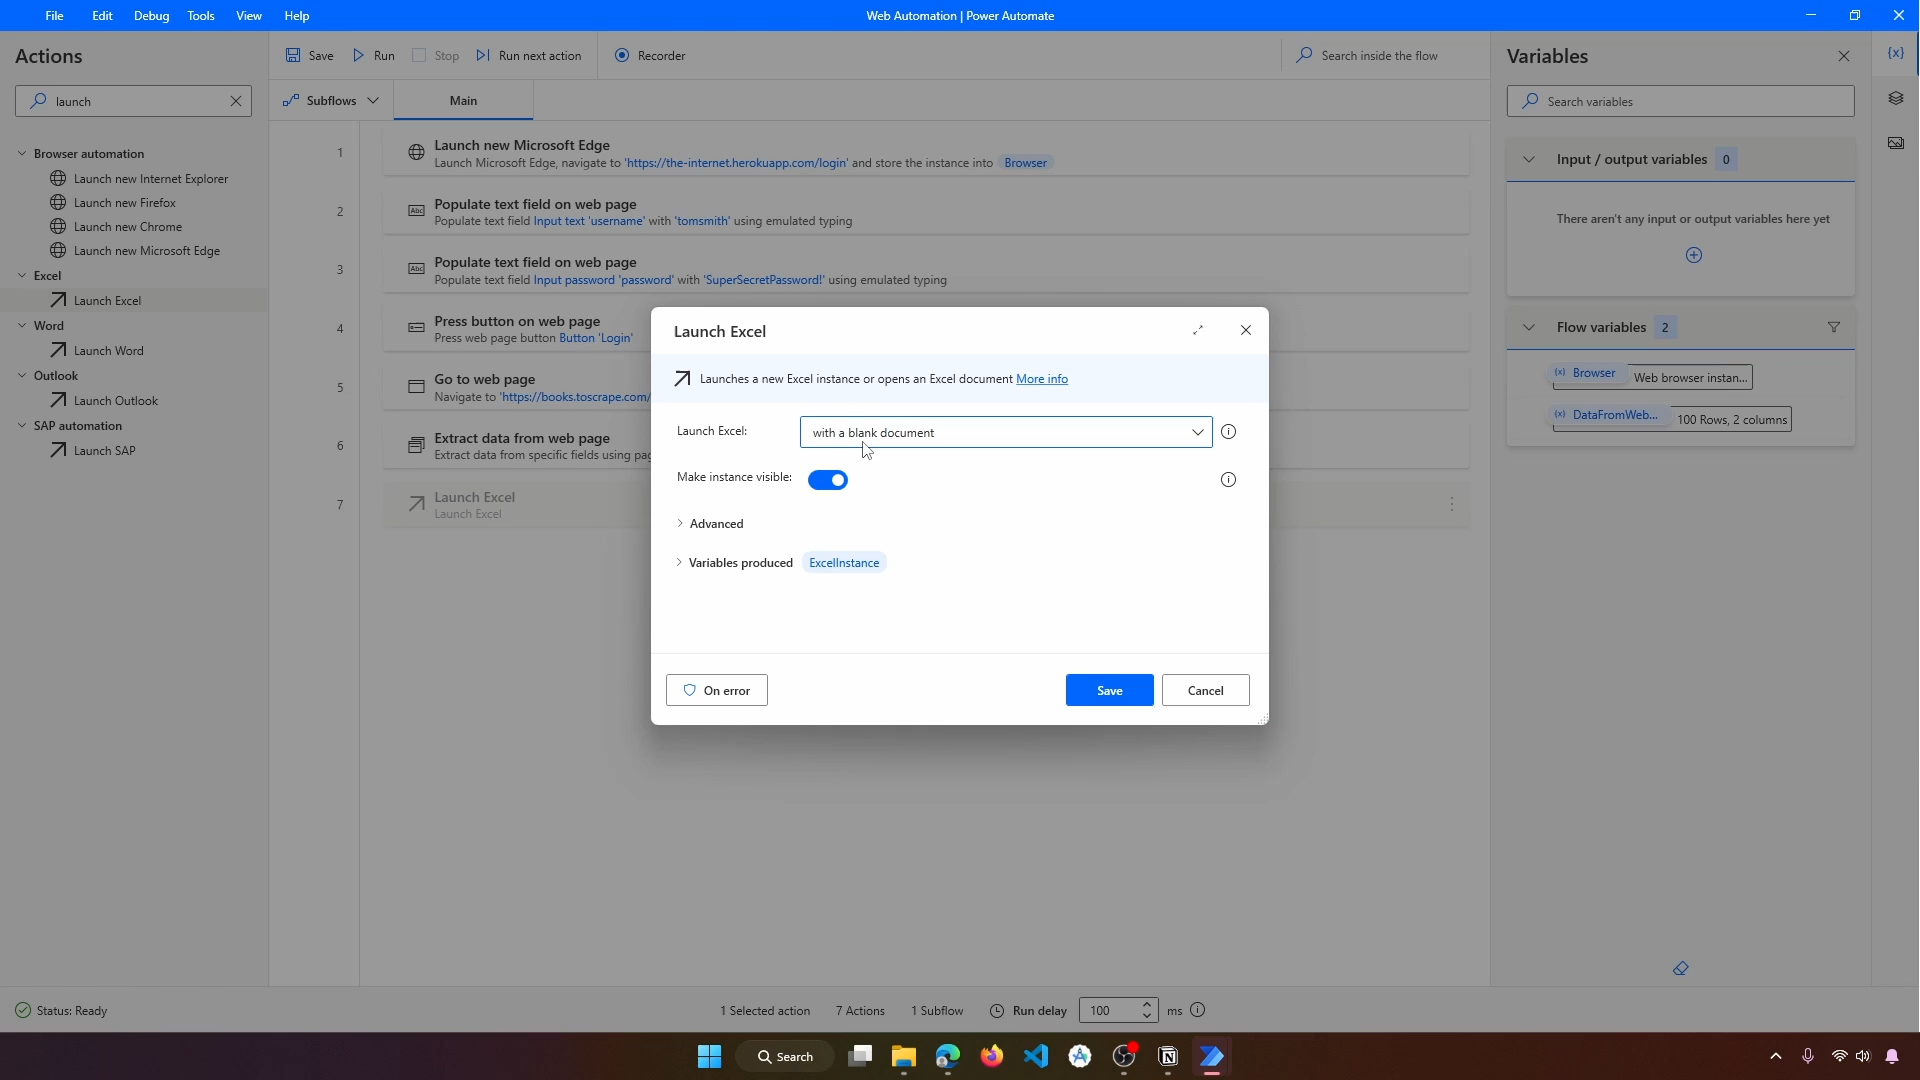 File Edit Debug Tools View Help
Web Automation | Power Automate
Actions
launch
Browser automation
Launch new Internet Explorer
Launch new Firefox
Launch new Chrome
Launch new Microsoft Edge
Excel
Launch Excel
Word
Launch Word
Outlook
Launch Outlook
SAP automation
Launch SAP
Save Run Stop Run next action Recorder
Search inside the flow
Subflows Main
1
Launch new Microsoft Edge
Launch Microsoft Edge, navigate to 'https://the-internet.herokuapp.com/login' and store the instance into Browser
2
Populate text field on web page
Populate text field Input text 'username' with 'tomsmith' using emulated typing
3
Populate text field on web page
Populate text field Input password 'password' with 'SuperSecretPassword!' using emulated typing
4
Press button on web page
Press web page button Button 'Login'
5
Go to web page
Navigate to 'https://books.toscrape.com/
6
Extract data from web page
Extract data from specific fields using pag
7
Launch Excel
Launch Excel
Launch Excel
Launches a new Excel instance or opens an Excel document More info
Launch Excel: with a blank document
Make instance visible:
Advanced
Variables produced ExcelInstance
On error Save Cancel
Variables
{x}
Search variables
Input / output variables 0
There aren't any input or output variables here yet
Flow variables 2
(x) Browser Web browser instan...
(x) DataFromWeb... 100 Rows, 2 columns
Status: Ready
1 Selected action 7 Actions 1 Subflow Run delay 100 ms
Search